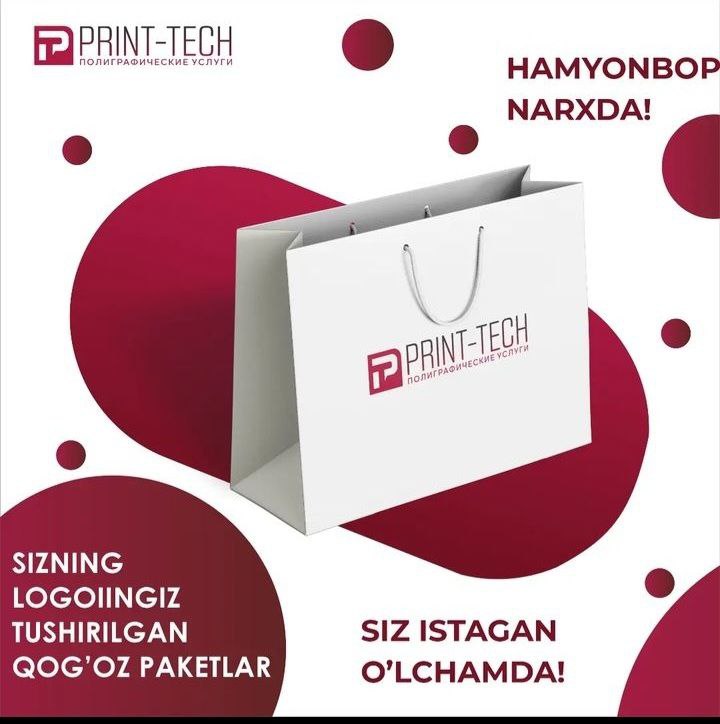 PRINT-TECH
ПОЛИГРАФИЧЕСКИЕ УСЛУГИ
HAMYONBOP
NARXDA!
PRINT-TECH
ПОЛИГРАФИЧЕСКИЕ УСЛУГИ
SIZNING
LOGOIINGIZ
TUSHIRILGAN
QOG’OZ PAKETLAR
SIZ ISTAGAN
O’LCHAMDA!